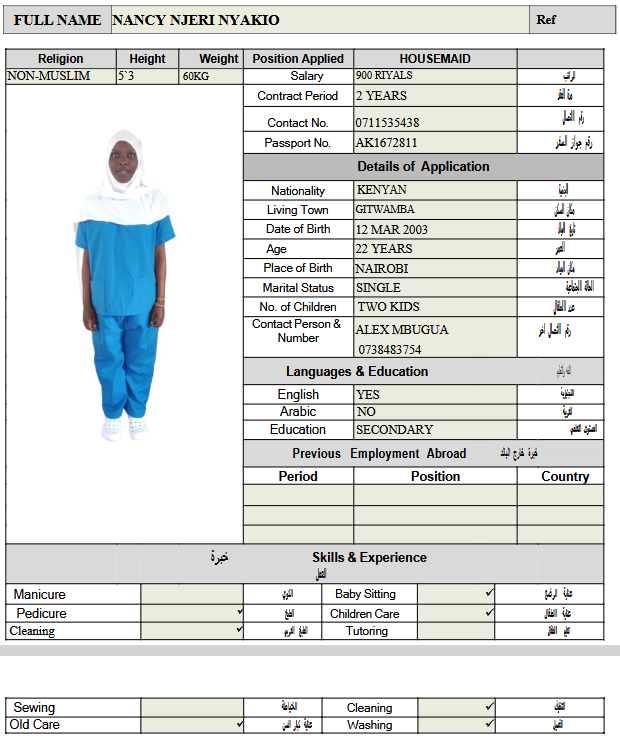 FULL NAME NANCY NJERI NYAKIO Ref
Religion Height Weight Position Applied HOUSEMAID
NON-MUSLIM 5`3 60KG Salary 900 RIYALS الراتب
Contract Period 2 YEARS مدة العقد
Contact No. 0711535438 رقم الاتصال
Passport No. AK1672811 رقم جواز السفر
Details of Application
Nationality KENYAN الجنسية
Living Town GITWAMBA مكان السكن
Date of Birth 12 MAR 2003 تاريخ الميلاد
Age 22 YEARS العمر
Place of Birth NAIROBI مكان الميلاد
Marital Status SINGLE الحالة الاجتماعية
No. of Children TWO KIDS عدد الاطفال
Contact Person & Number ALEX MBUGUA رقم الاتصال اخر
0738483754
Languages & Education
English YES الانجليزية
Arabic NO العربية
Education SECONDARY المستوى التعليمي
Previous Employment Abroad خبرة خارج البلاد
Period Position Country
خبرة Skills & Experience
Manicure Baby Sitting ✓ عناية الرضع
Pedicure ✓ الطبخ Children Care ✓ عناية الاطفال
Cleaning ✓ الطبخ العربي Tutoring تعليم الاطفال
Sewing الخياطة Cleaning ✓ التنظيف
Old Care ✓ عناية كبار السن Washing ✓ الغسيل